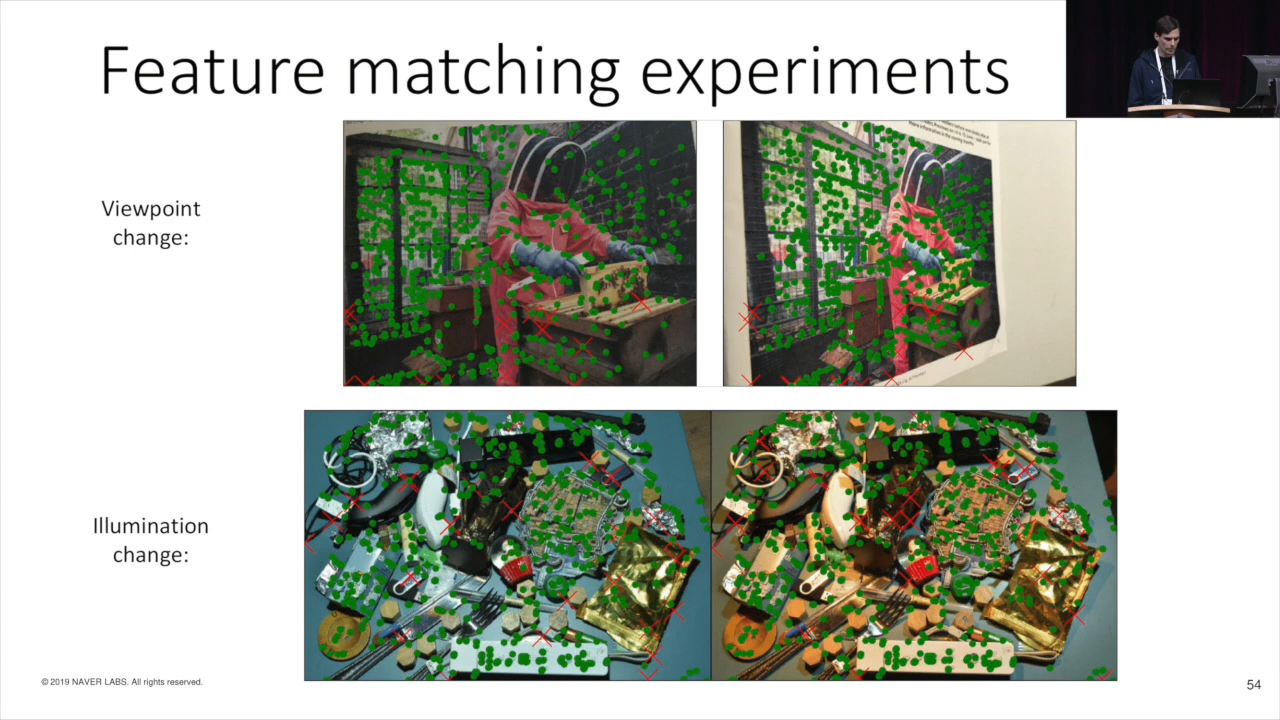 Feature matching experiments
Viewpoint
change:
Illumination
change:
© 2019 NAVER LABS. All rights reserved.
54